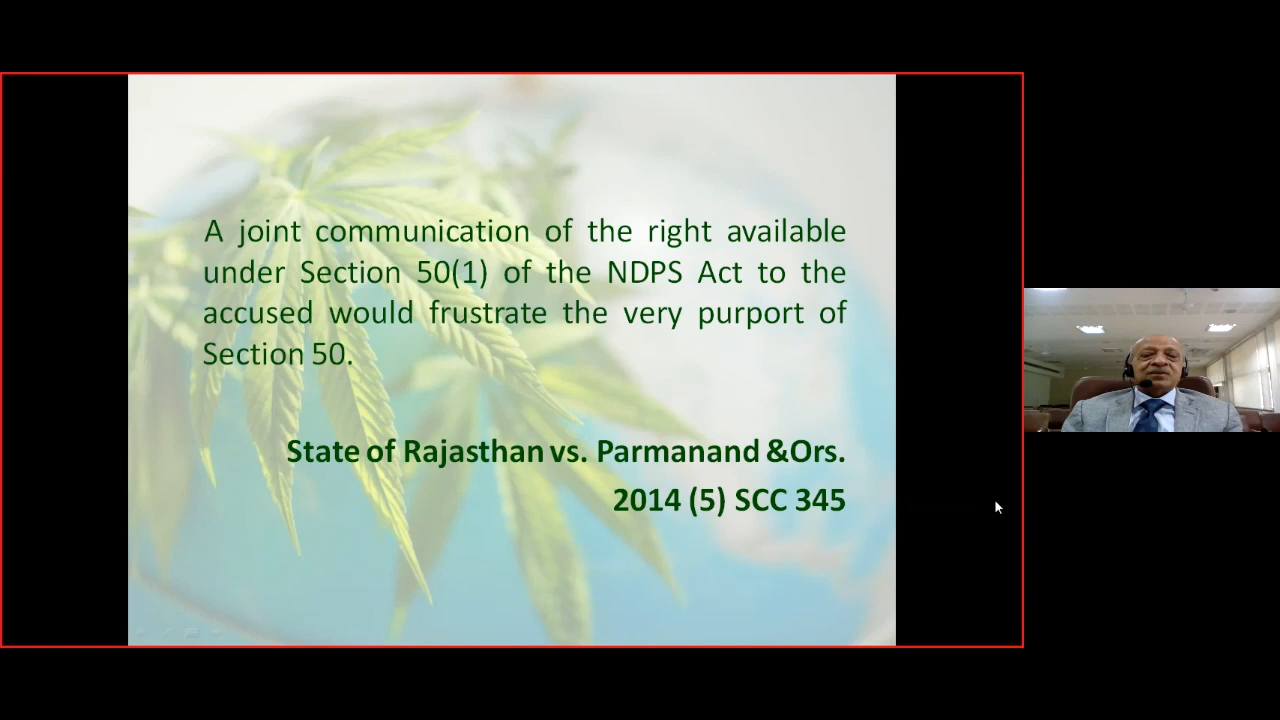 A joint communication of the right available
under Section 50(1) of the NDPS Act to the
accused would frustrate the very purport of
Section 50.
State of Rajasthan vs. Parmanand &Ors.
2014 (5) SCC 345